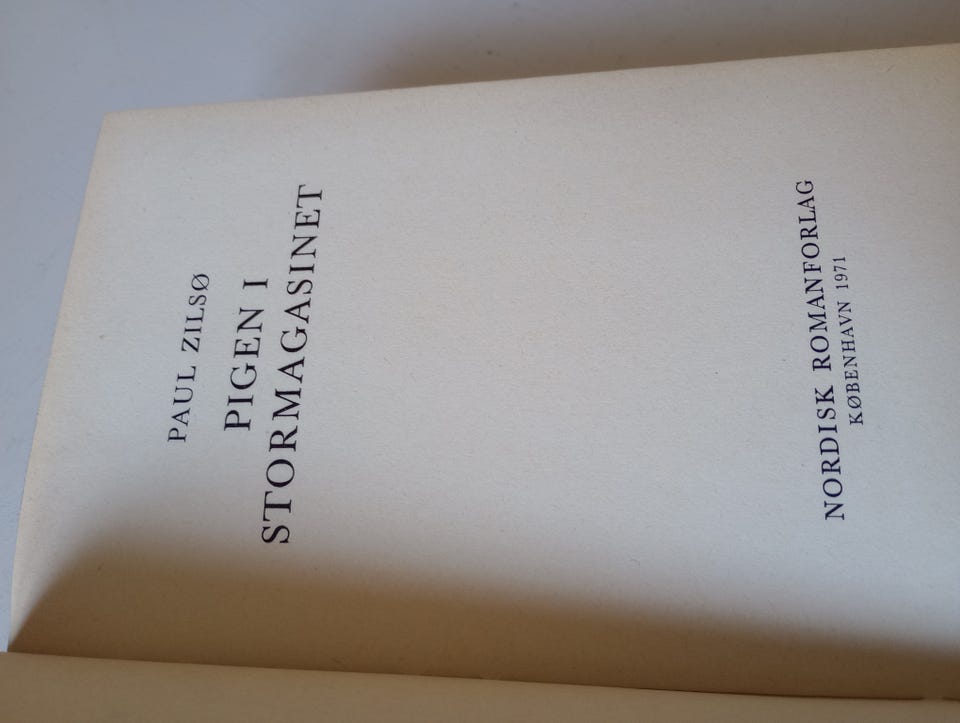 PAUL ZILSØ
PIGEN I
STORMAGASINET
NORDISK ROMANFORLAG
KØBENHAVN 1971